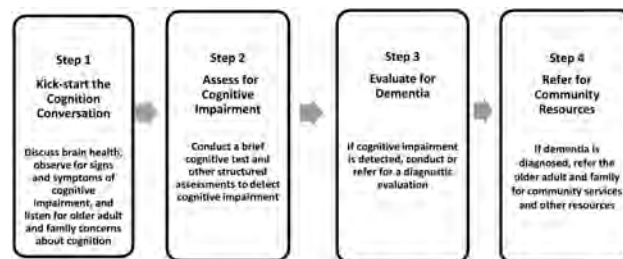 Step 1
Kick-start the
Cognition
Conversation
Discuss brain health,
observe for signs
and symptoms of
cognitive
impairment, and
listen for older adult
and family concerns
about cognition
Step 2
Assess for
Cognitive
Impairment
Conduct a brief
cognitive test and
other structured
assessments to detect
cognitive impairment
Step 3
Evaluate for
Dementia
If cognitive impairment
is detected, conduct or
refer for a diagnostic
evaluation
Step 4
Refer for
Community
Resources
If dementia is
diagnosed, refer the
older adult and family
for community services
and other resources